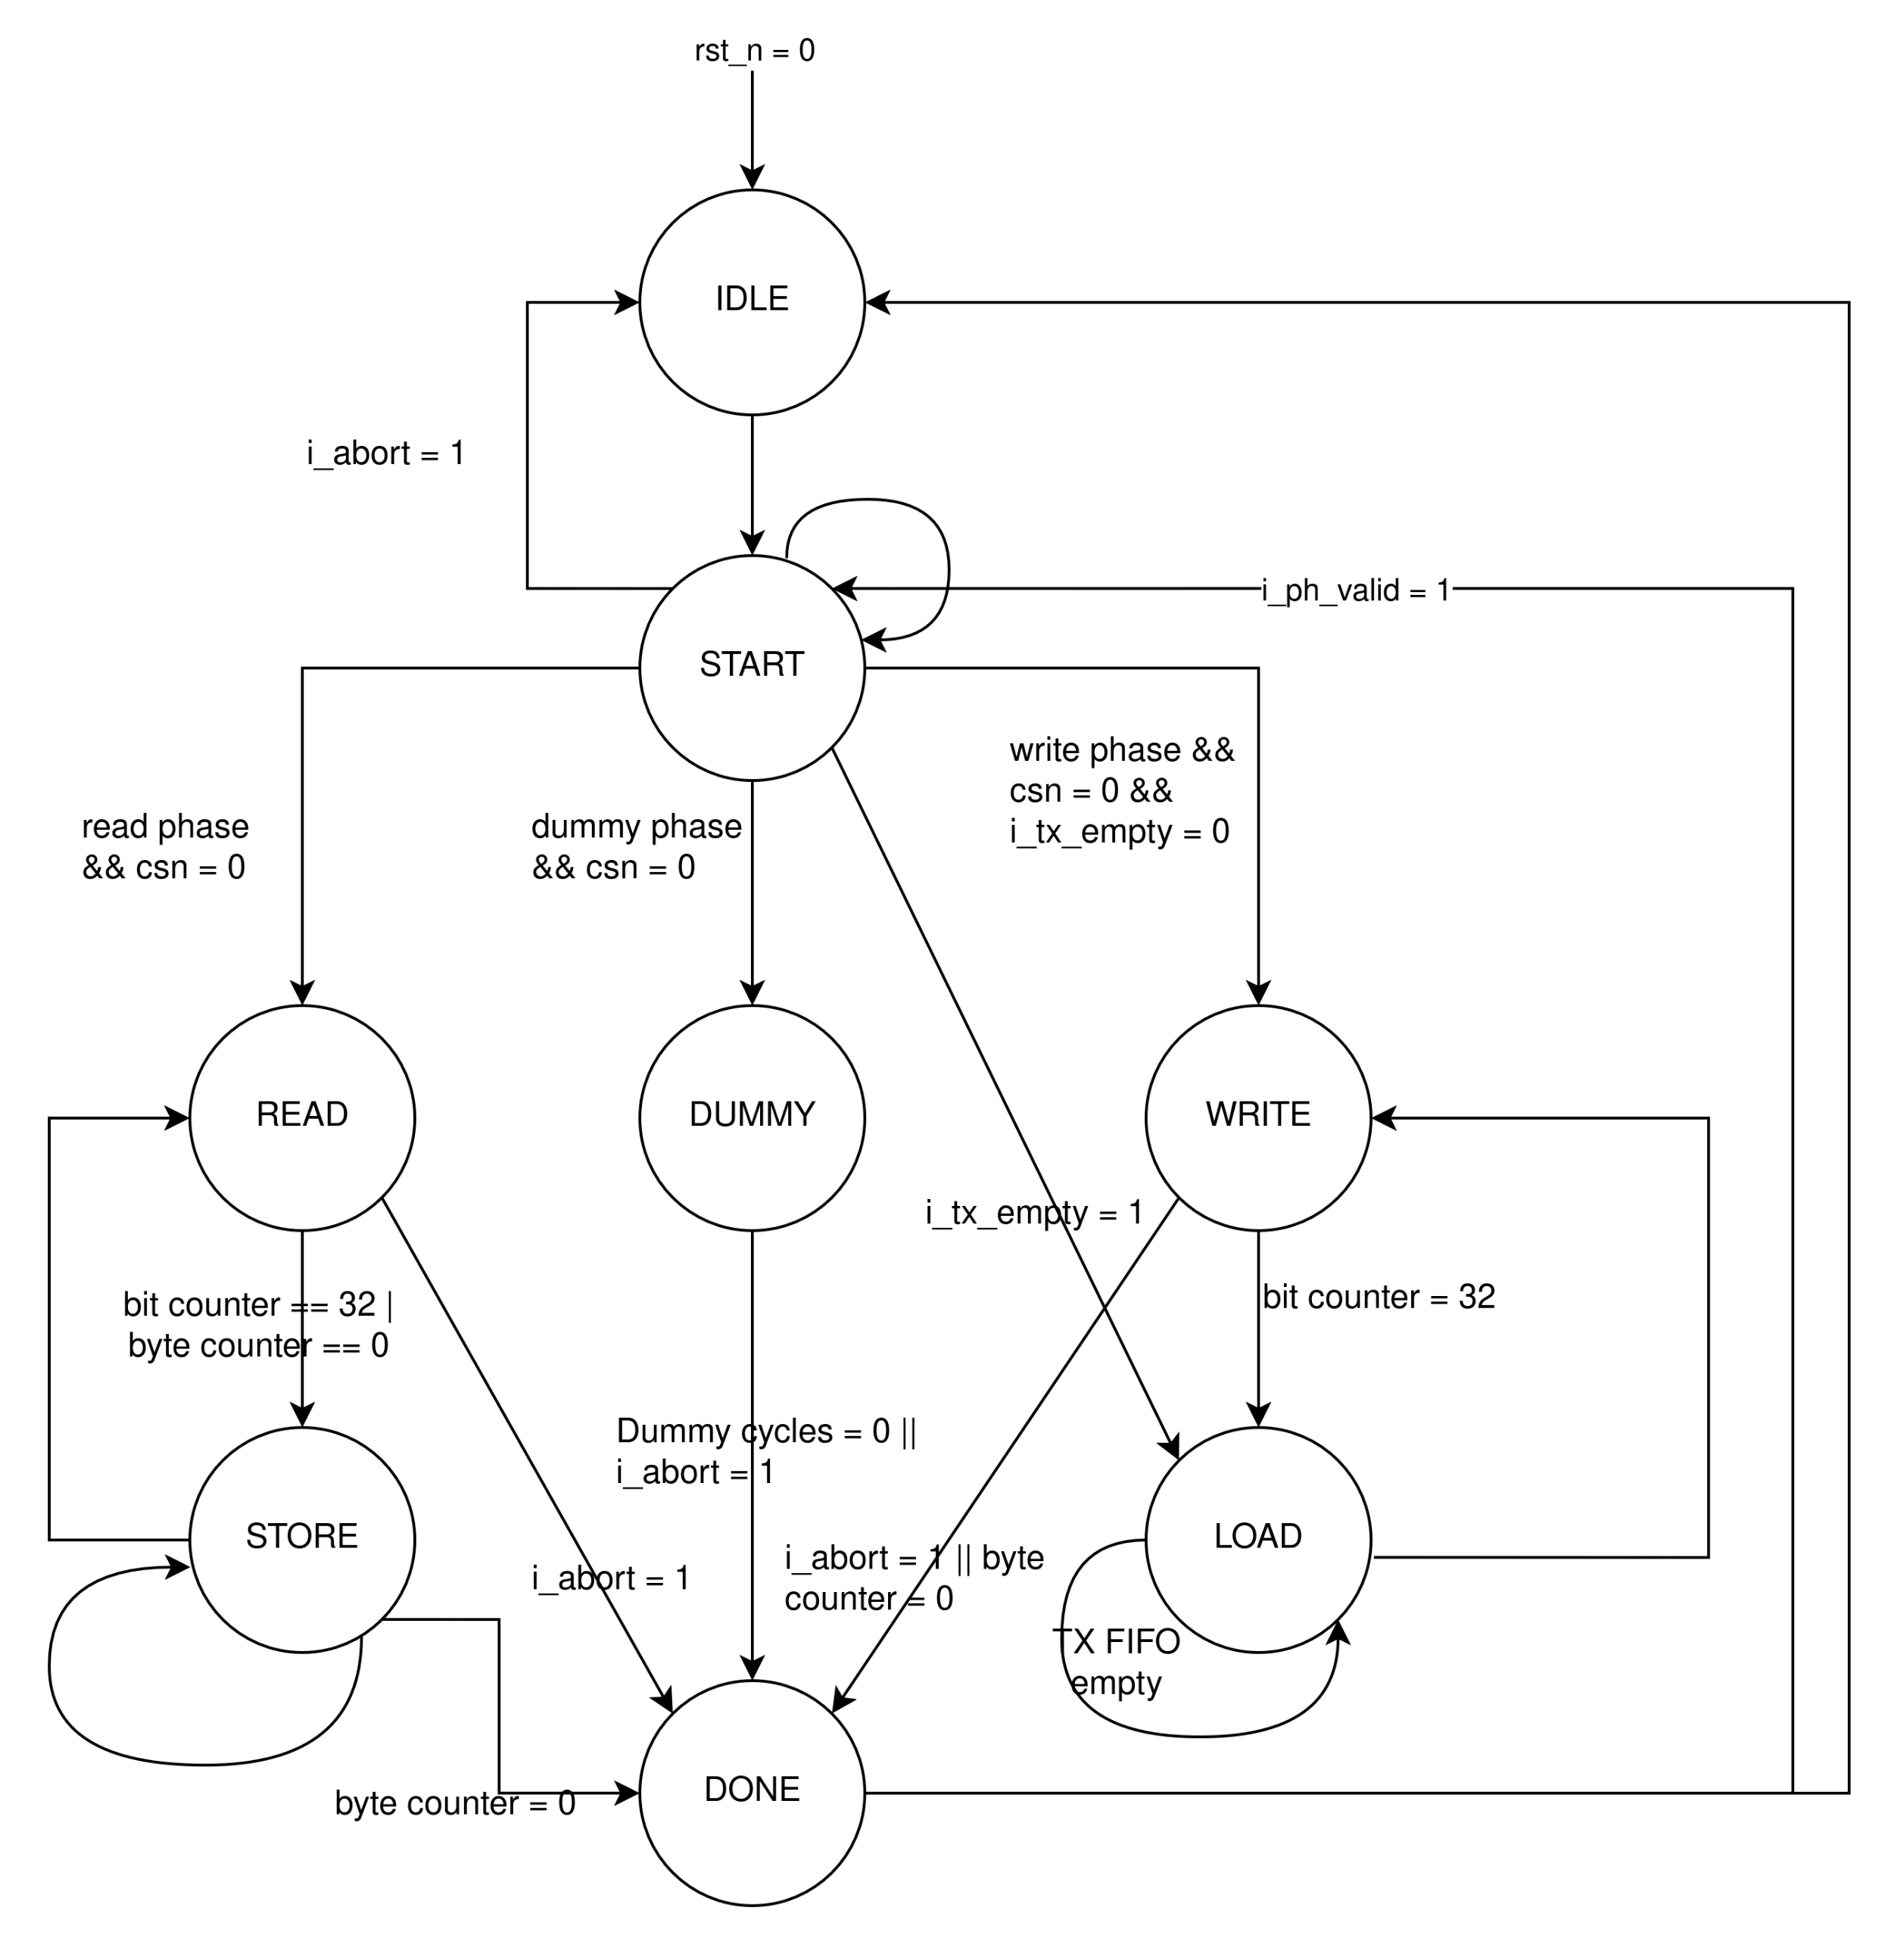 rst_n = 0
IDLE
i_abort = 1
i_ph_valid = 1
START
write phase &&
csn = 0 &&
i_tx_empty = 0
read phase
&& csn = 0
dummy phase
&& csn = 0
READ
DUMMY
WRITE
i_tx_empty = 1
bit counter == 32 |
byte counter == 0
bit counter = 32
Dummy cycles = 0 ||
i_abort = 1
STORE
LOAD
i_abort = 1
i_abort = 1 || byte
counter = 0
TX FIFO
empty
DONE
byte counter = 0